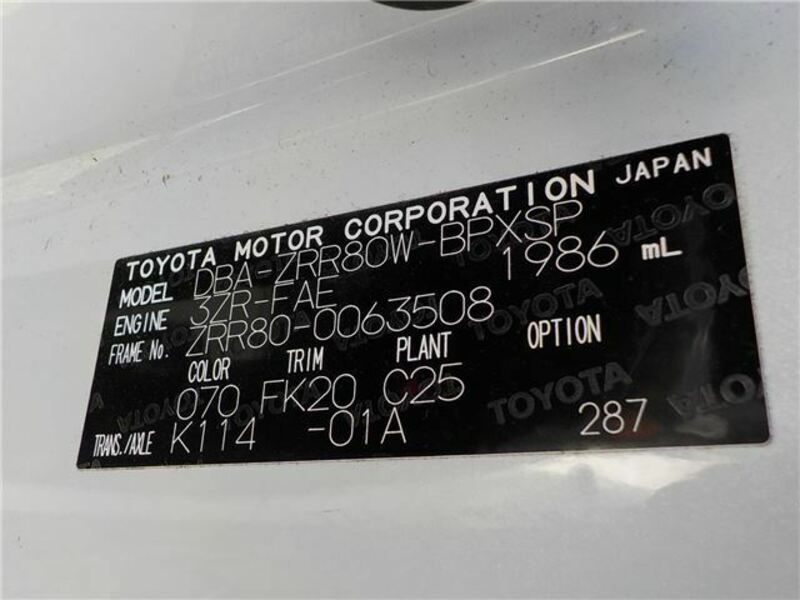 TOYOTA MOTOR CORPORATION JAPAN
MODEL DBA-ZRR80W-BPXSP
ENGINE 3ZR-FAE 1986 mL
FRAME No. ZRR80-0063508
COLOR TRIM PLANT OPTION
070 FK20 C25
TRANS./AXLE K114 -01A 287